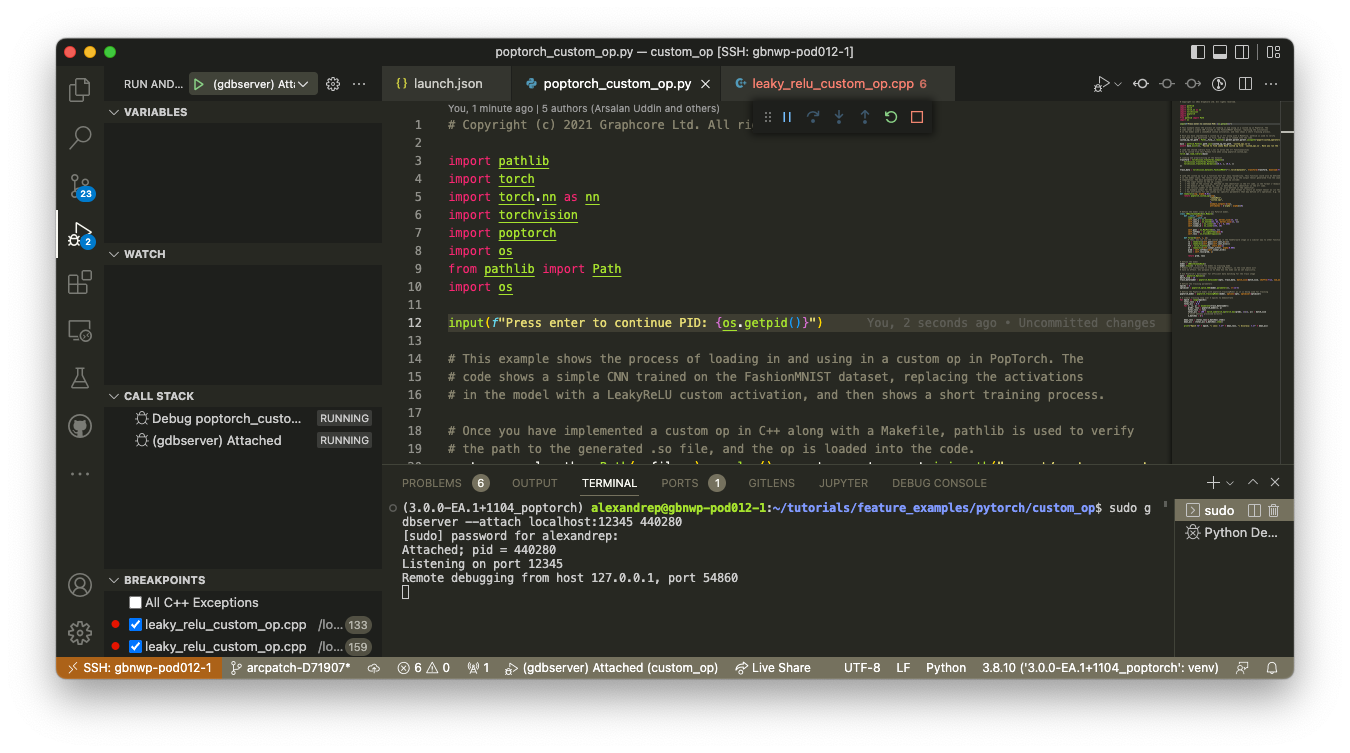 poptorch_custom_op.py — custom_op [SSH: gbnwp-pod012-1]
RUN AND... (gdbserver) Att
launch.json
poptorch_custom_op.py
leaky_relu_custom_op.cpp 6
VARIABLES
WATCH
CALL STACK
Debug poptorch_custo... RUNNING
(gdbserver) Attached RUNNING
BREAKPOINTS
All C++ Exceptions
leaky_relu_custom_op.cpp /lo... 133
leaky_relu_custom_op.cpp /lo... 159
23
2
You, 1 minute ago | 5 authors (Arsalan Uddin and others)
1 # Copyright (c) 2021 Graphcore Ltd. All ri
2
3 import pathlib
4 import torch
5 import torch.nn as nn
6 import torchvision
7 import poptorch
8 import os
9 from pathlib import Path
10 import os
11
12 input(f"Press enter to continue PID: {os.getpid()}") You, 2 seconds ago • Uncommitted changes
13
14 # This example shows the process of loading in and using in a custom op in PopTorch. The
15 # code shows a simple CNN trained on the FashionMNIST dataset, replacing the activations
16 # in the model with a LeakyReLU custom activation, and then shows a short training process.
17
18 # Once you have implemented a custom op in C++ along with a Makefile, pathlib is used to verify
19 # the path to the generated .so file, and the op is loaded into the code.
PROBLEMS 6 OUTPUT TERMINAL PORTS 1 GITLENS JUPYTER DEBUG CONSOLE
(3.0.0-EA.1+1104_poptorch) alexandrep@gbnwp-pod012-1:~/tutorials/feature_examples/pytorch/custom_op$ sudo g
dbserver --attach localhost:12345 440280
[sudo] password for alexandrep:
Attached; pid = 440280
Listening on port 12345
Remote debugging from host 127.0.0.1, port 54860
sudo
Python De...
SSH: gbnwp-pod012-1 arcpatch-D71907* 6 0 1 (gdbserver) Attached (custom_op) Live Share UTF-8 LF Python 3.8.10 ('3.0.0-EA.1+1104_poptorch': venv)